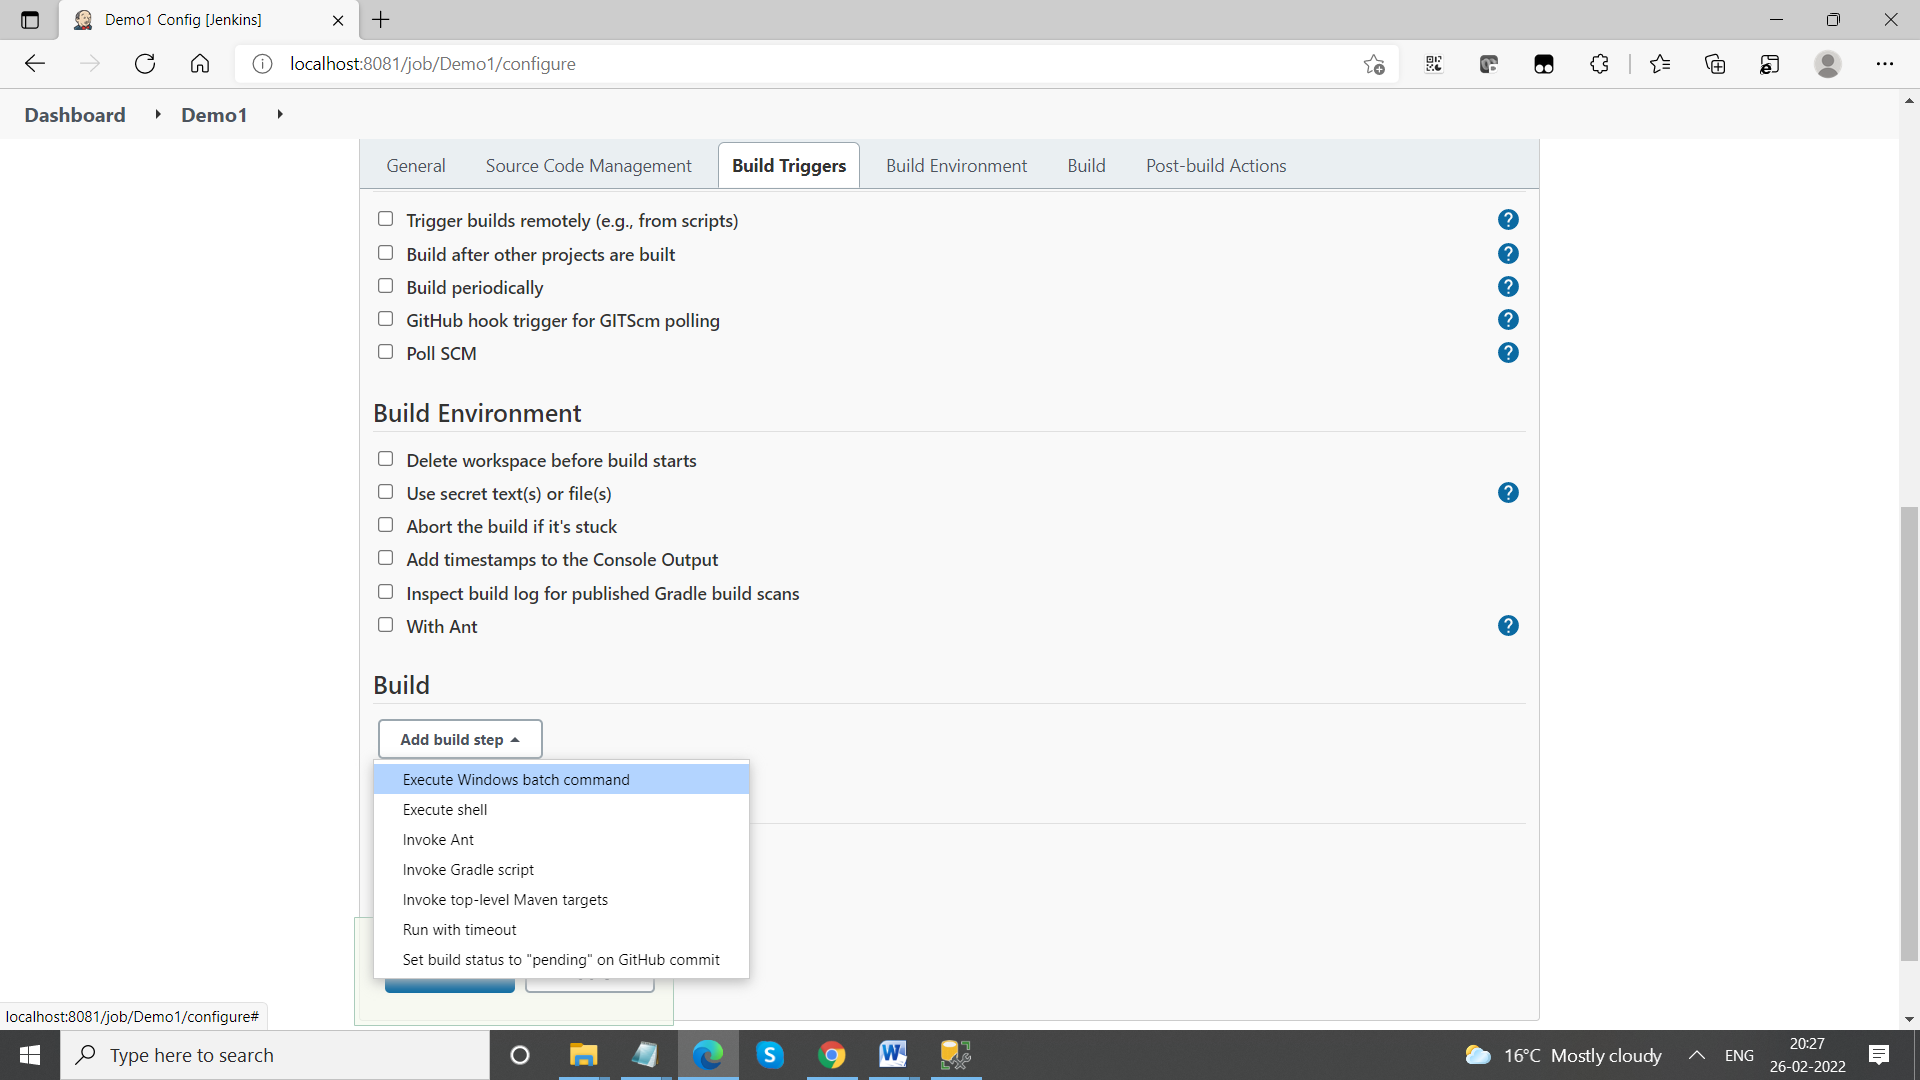 Demo1 Config [Jenkins]
localhost:8081/job/Demo1/configure
Dashboard
Demo1
General
Source Code Management
Build Triggers
Build Environment
Build
Post-build Actions
Trigger builds remotely (e.g., from scripts)
Build after other projects are built
Build periodically
GitHub hook trigger for GITScm polling
Poll SCM
Build Environment
Delete workspace before build starts
Use secret text(s) or file(s)
Abort the build if it's stuck
Add timestamps to the Console Output
Inspect build log for published Gradle build scans
With Ant
Build
Add build step
Execute Windows batch command
Execute shell
Invoke Ant
Invoke Gradle script
Invoke top-level Maven targets
Run with timeout
Set build status to "pending" on GitHub commit
localhost:8081/job/Demo1/configure#
Type here to search
16°C Mostly cloudy
ENG
20:27
26-02-2022